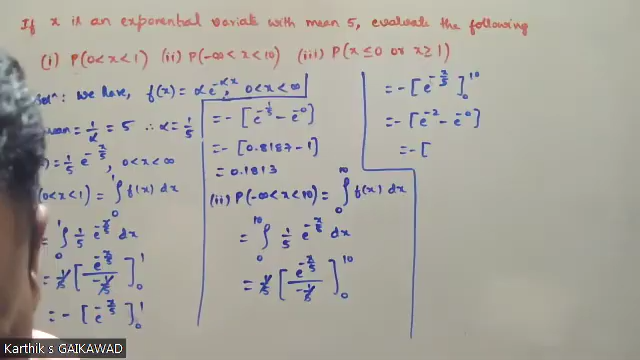 If x is an exponential variate with mean 5, evaluate the following
(i) P(0<x<1) (ii) P(-∞<x<10) (iii) P(x≤0 or x≥1)
Solⁿ: We have, f(x) = αe^{-αx}, 0<x<∞
mean = 1/α = 5 ∴ α = 1/5
= 1/5 e^{-x/5}, 0<x<∞
(0<x<1) = ∫₀¹ f(x) dx
= ∫₀¹ 1/5 e^{-x/5} dx
= 1/5 [e^{-x/5} / -1/5]₀¹
= -[e^{-x/5}]₀¹
= -[e^{-1/5} - e^{-0}]
= -[0.8187-1]
= 0.1813
(ii) P(-∞<x<10) = ∫₀¹⁰ f(x) dx
= ∫₀¹⁰ 1/5 e^{-x/5} dx
= 1/5 [e^{-x/5} / -1/5]₀¹⁰
= -[e^{-x/5}]₀¹⁰
= -[e^{-2} - e^{-0}]
= -[
Karthik s GAIKAWAD